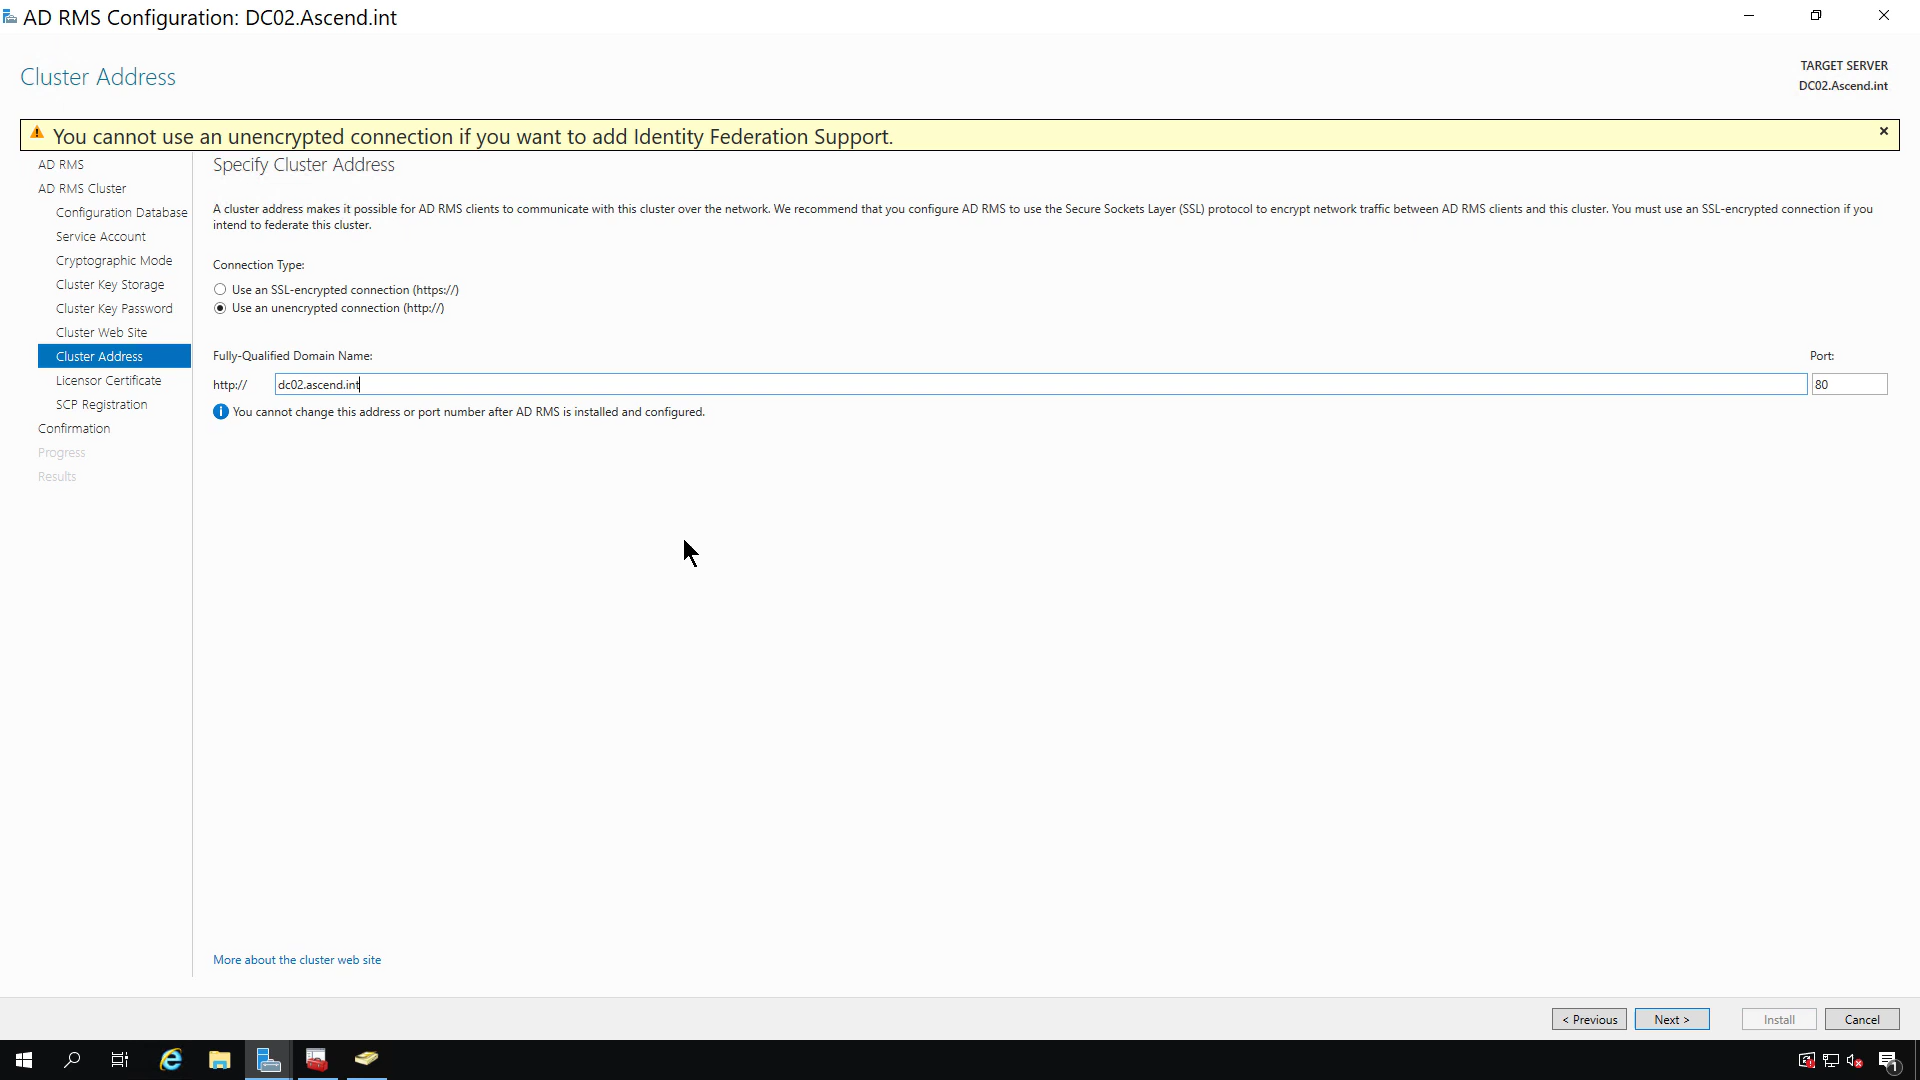 AD RMS Configuration: DC02.Ascend.int
Cluster Address
TARGET SERVER
DC02.Ascend.int
You cannot use an unencrypted connection if you want to add Identity Federation Support.
AD RMS
AD RMS Cluster
Configuration Database
Service Account
Cryptographic Mode
Cluster Key Storage
Cluster Key Password
Cluster Web Site
Cluster Address
Licensor Certificate
SCP Registration
Confirmation
Progress
Results
Specify Cluster Address
A cluster address makes it possible for AD RMS clients to communicate with this cluster over the network. We recommend that you configure AD RMS to use the Secure Sockets Layer (SSL) protocol to encrypt network traffic between AD RMS clients and this cluster. You must use an SSL-encrypted connection if you
intend to federate this cluster.
Connection Type:
Use an SSL-encrypted connection (https://)
Use an unencrypted connection (http://)
Fully-Qualified Domain Name:
Port:
http://
dc02.ascend.int
80
You cannot change this address or port number after AD RMS is installed and configured.
More about the cluster web site
< Previous
Next >
Install
Cancel
1